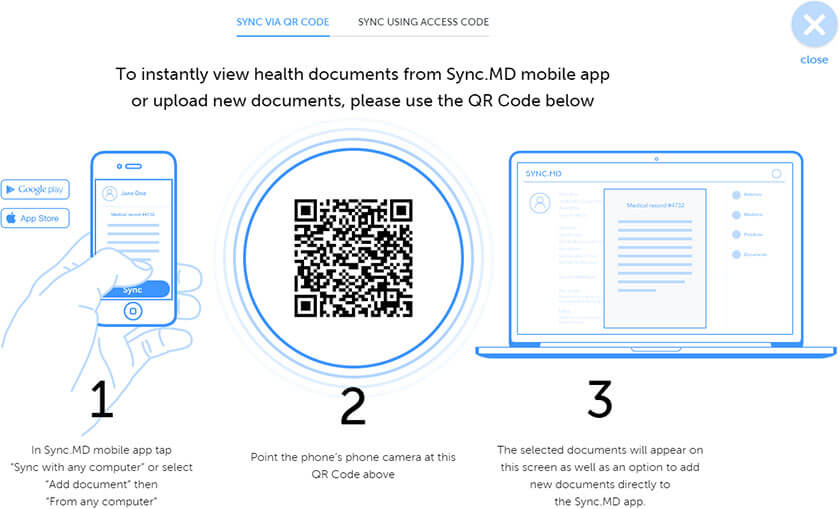 SYNC VIA QR CODE
SYNC USING ACCESS CODE
close
To instantly view health documents from Sync.MD mobile app
or upload new documents, please use the QR Code below
Google play
App Store
Jane Doe
Medical record #4732
Sync
SYNC.MD
Medical record #4732
Documents
1
In Sync.MD mobile app tap
“Sync with any computer” or select
“Add document” then
“From any computer”
2
Point the phone’s phone camera at this
QR Code above
3
The selected documents will appear on
this screen as well as an option to add
new documents directly to
the Sync.MD app.